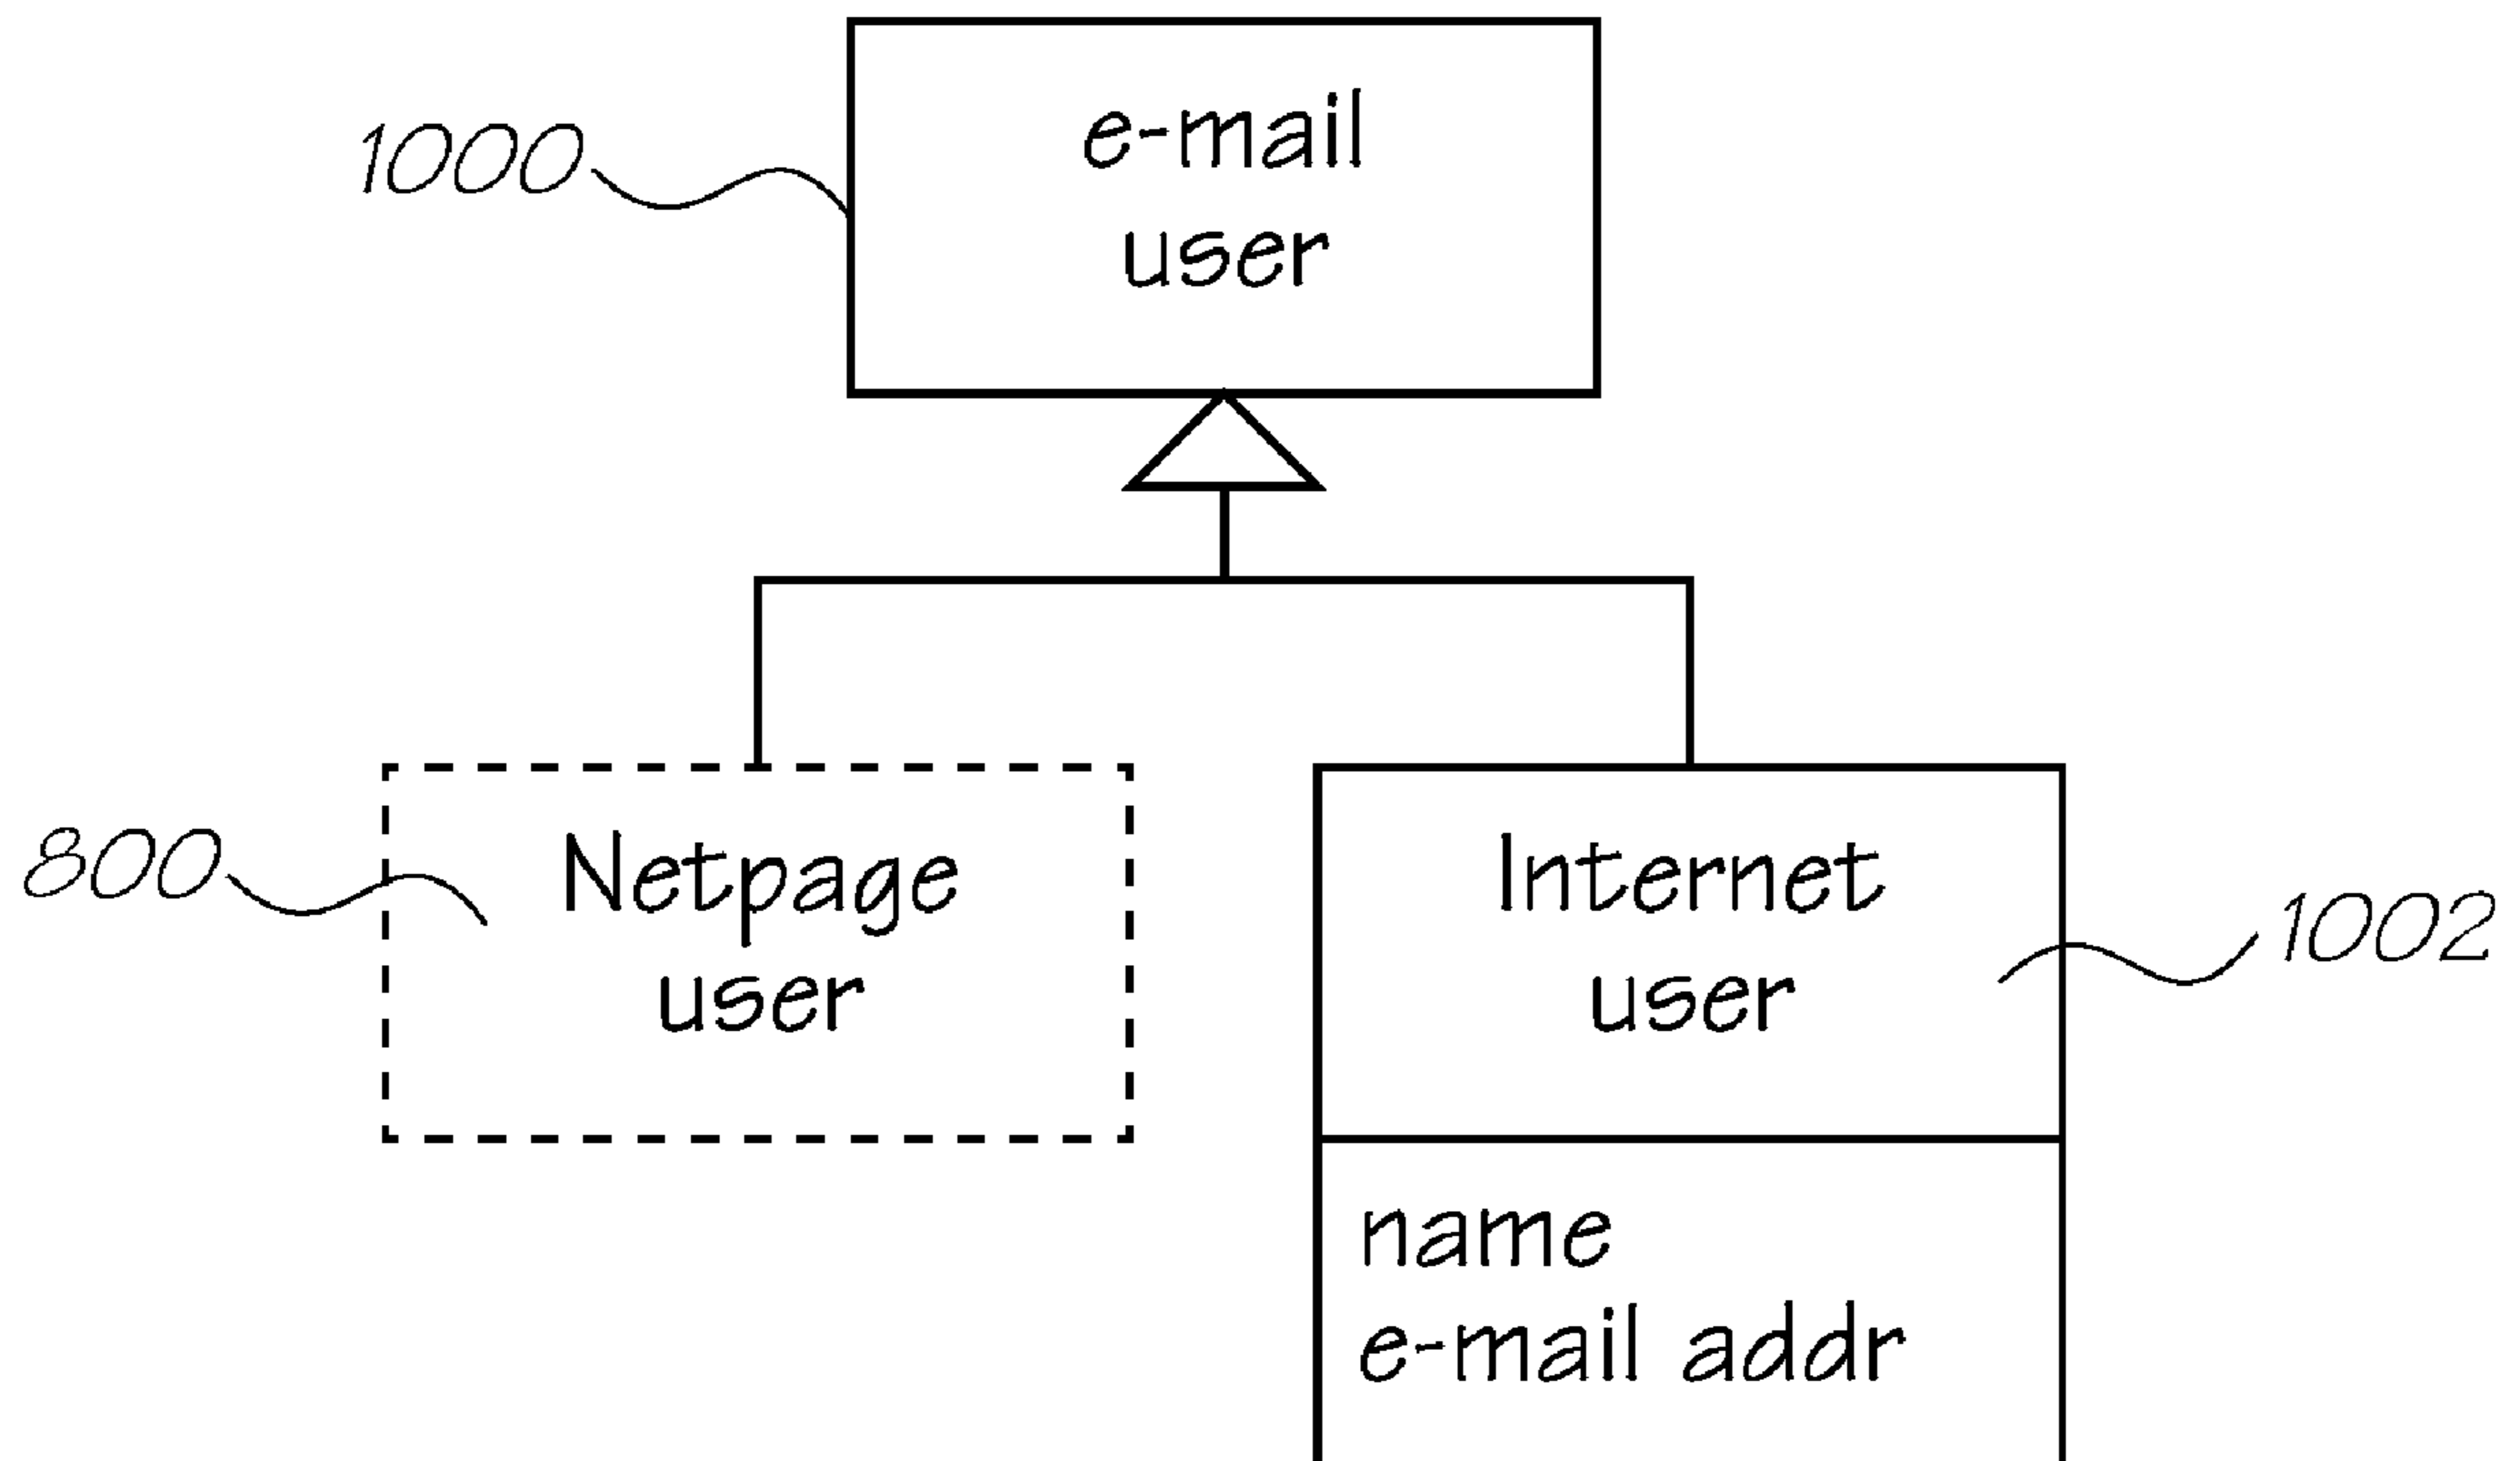 1000
e-mail
user
800
Netpage
user
Internet
user
1002
name
e-mail addr